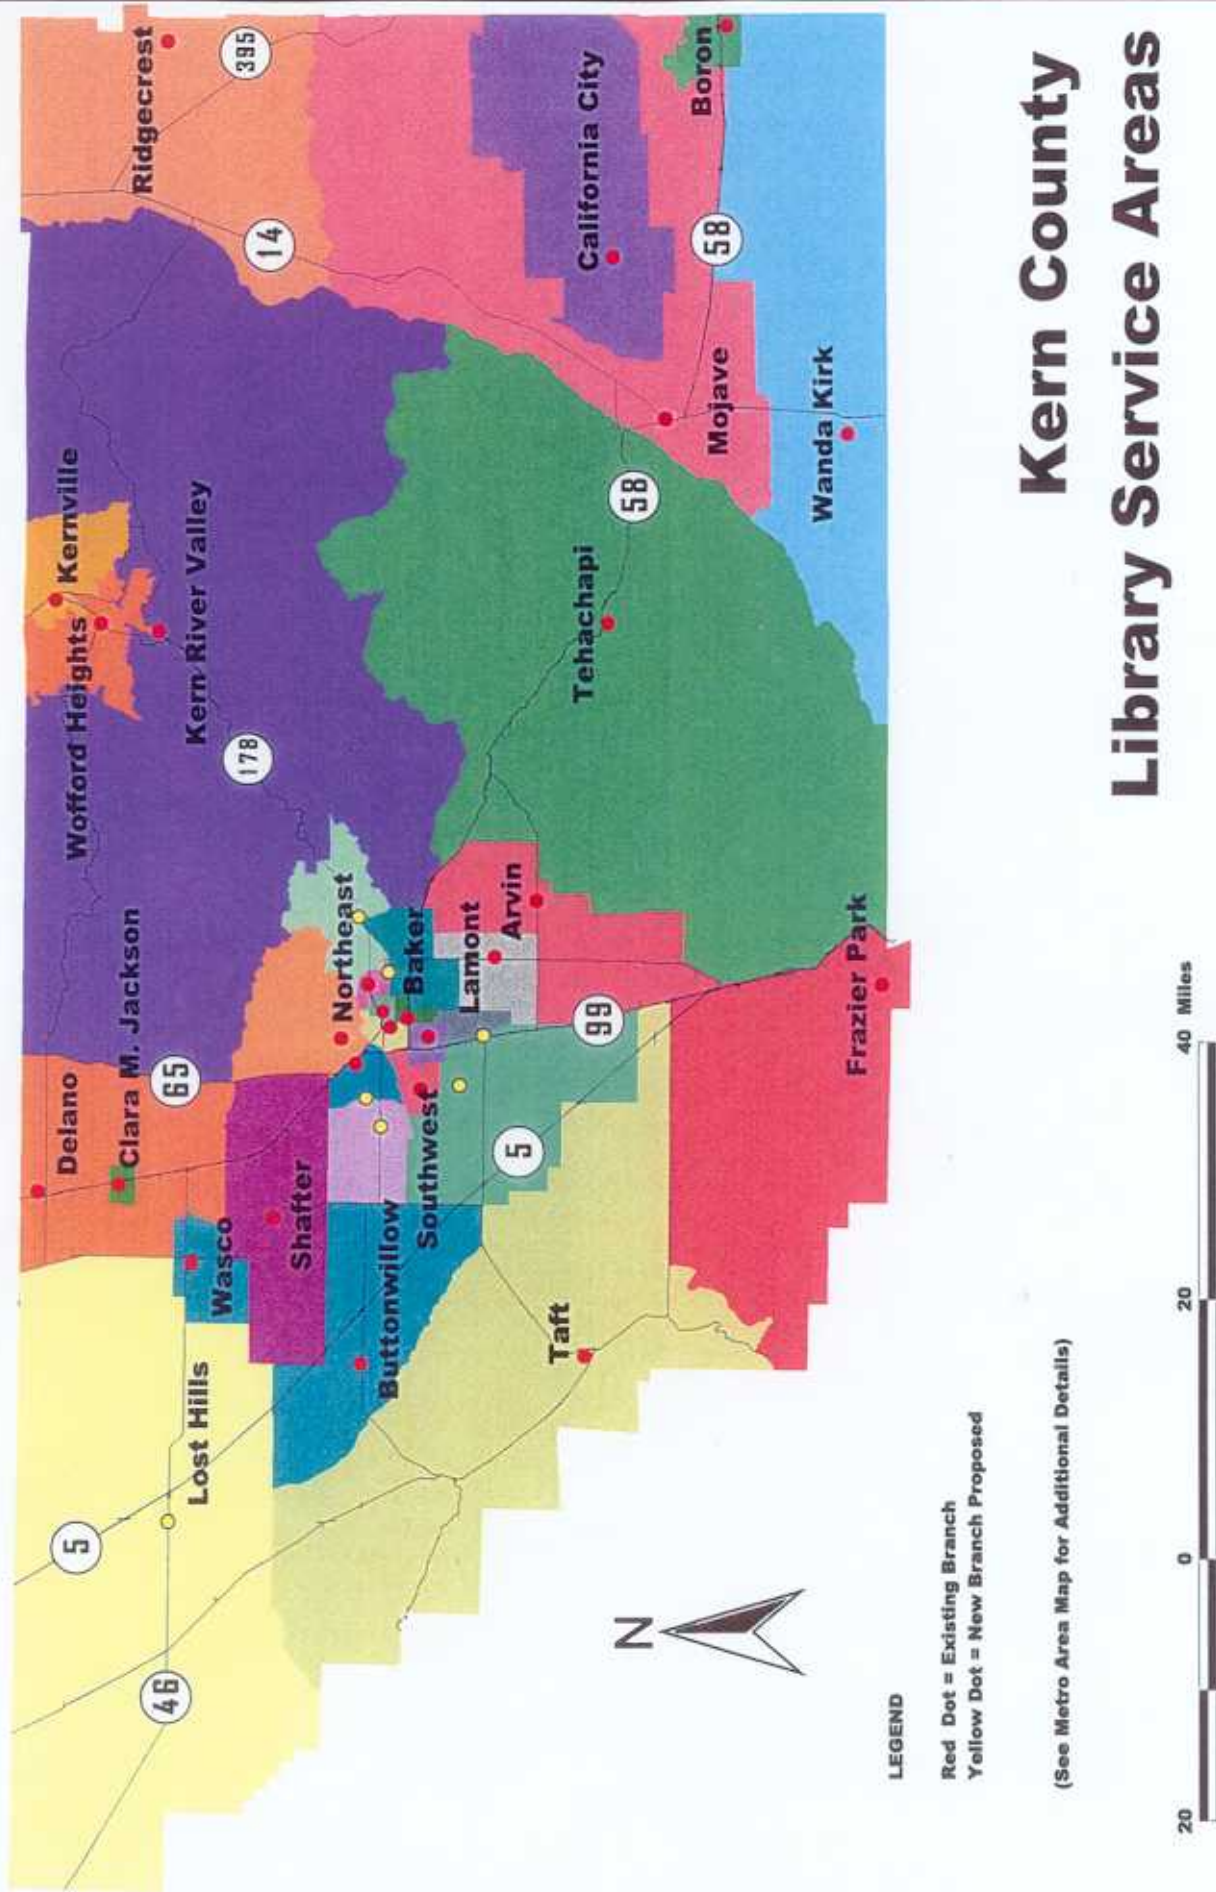 Kern County
Library Service Areas
5
46
Lost Hills
Delano
Clara M. Jackson
65
Wasco
Shafter
Buttonwillow
Southwest
Taft
5
99
Northeast
Baker
Lamont
Arvin
Frazier Park
Wofford Heights
Kernville
Kern River Valley
178
Tehachapi
58
Ridgecrest
395
14
California City
Boron
58
Mojave
Wanda Kirk
N
LEGEND
Red Dot = Existing Branch
Yellow Dot = New Branch Proposed
(See Metro Area Map for Additional Details)
20 0 20 40 Miles